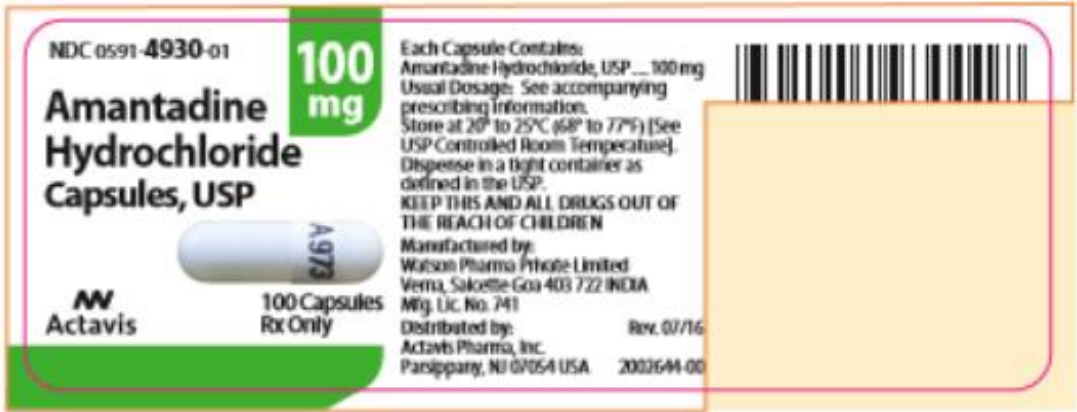 NDC 0591-4930-01
100
mg
Amantadine
Hydrochloride
Capsules, USP
A973
Actavis
100 Capsules
Rx Only
Each Capsule Contains:
Amantadine Hydrochloride, USP.....100 mg
Usual Dosage: See accompanying
prescribing information.
Store at 20° to 25°C (68° to 77°F) [See
USP Controlled Room Temperature].
Dispense in a tight container as
defined in the USP.
KEEP THIS AND ALL DRUGS OUT OF
THE REACH OF CHILDREN
Manufactured by:
Watson Pharma Private Limited
Verna, Salcette Goa 403 722 INDIA
Mfg. Lic. No. 741
Distributed by: Rev. 07/16
Actavis Pharma, Inc.
Parsippany, NJ 07054 USA 2002644-00